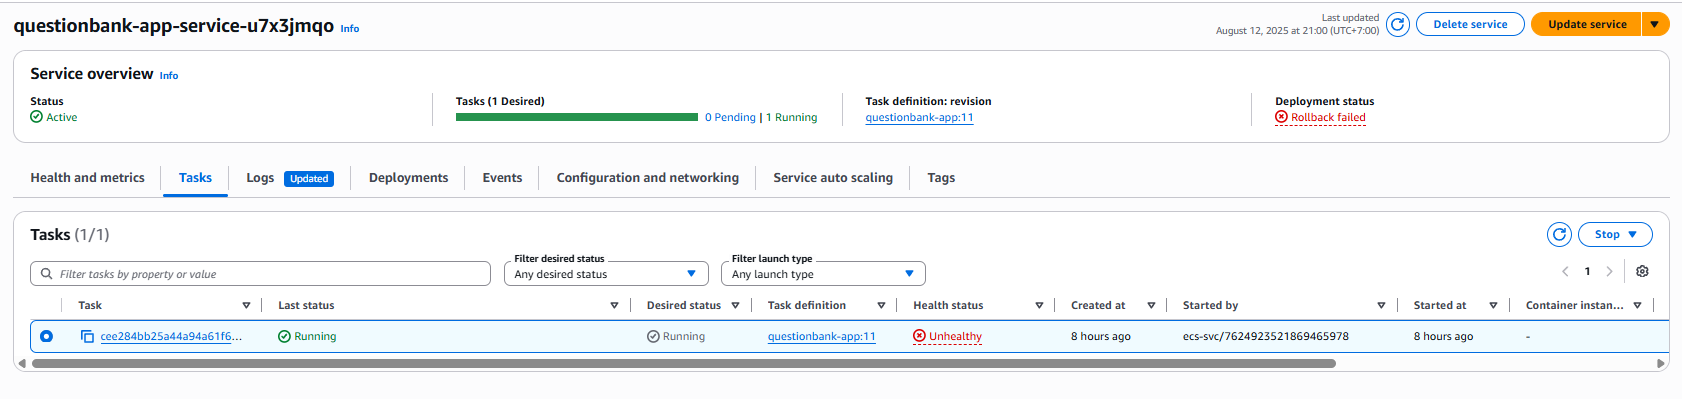 questionbank-app-service-u7x3jmqo Info
Last updated
August 12, 2025 at 21:00 (UTC+7:00)
Delete service
Update service
Service overview Info
Status
Active
Tasks (1 Desired)
0 Pending | 1 Running
Task definition: revision
questionbank-app:11
Deployment status
Rollback failed
Health and metrics Tasks Logs Updated Deployments Events Configuration and networking Service auto scaling Tags
Tasks (1/1)
Stop
Filter tasks by property or value
Filter desired status
Any desired status
Filter launch type
Any launch type
1
Task Last status Desired status Task definition Health status Created at Started by Started at Container instan...
cee284bb25a44a94a61f6... Running Running questionbank-app:11 Unhealthy 8 hours ago ecs-svc/7624923521869465978 8 hours ago -